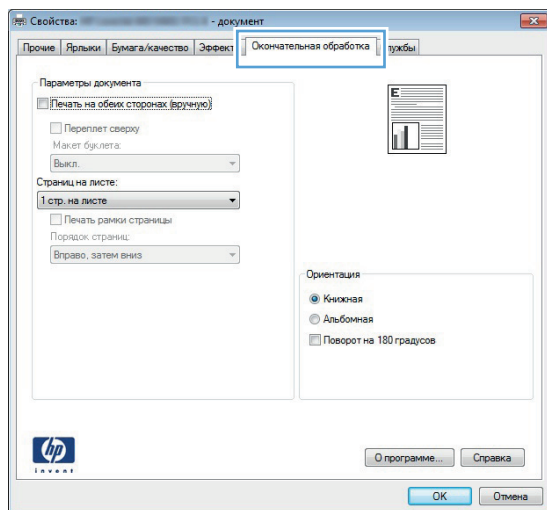 Свойства: - документ
Прочие Ярлыки Бумага/качество Эффект Окончательная обработка лужбы
Параметры документа
Печать на обеих сторонах (вручную)
Переплет сверху
Макет буклета:
Выкл.
Страниц на листе:
1 стр. на листе
Печать рамки страницы
Порядок страниц:
Вправо, затем вниз
E
Ориентация
Книжная
Альбомная
Поворот на 180 градусов
hp
invent
О программе... Справка
OK Отмена